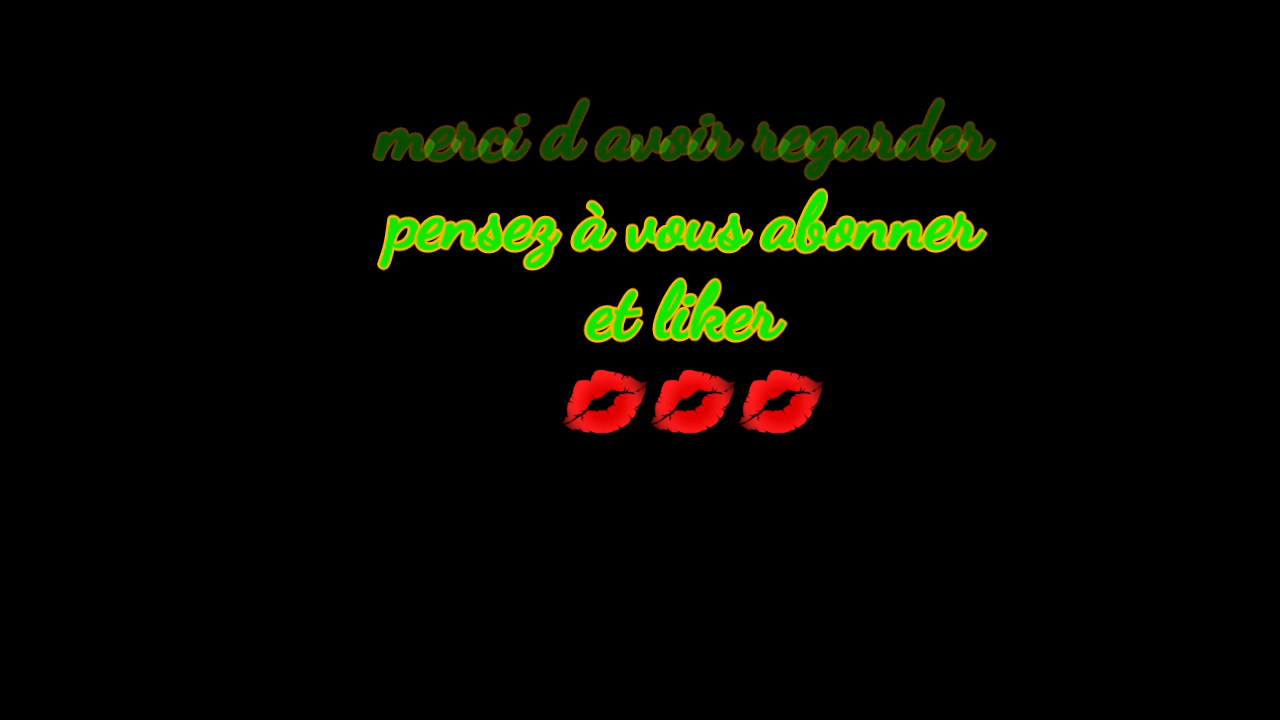 merci d avoir regarder
pensez à vous abonner
et liker
💋💋💋